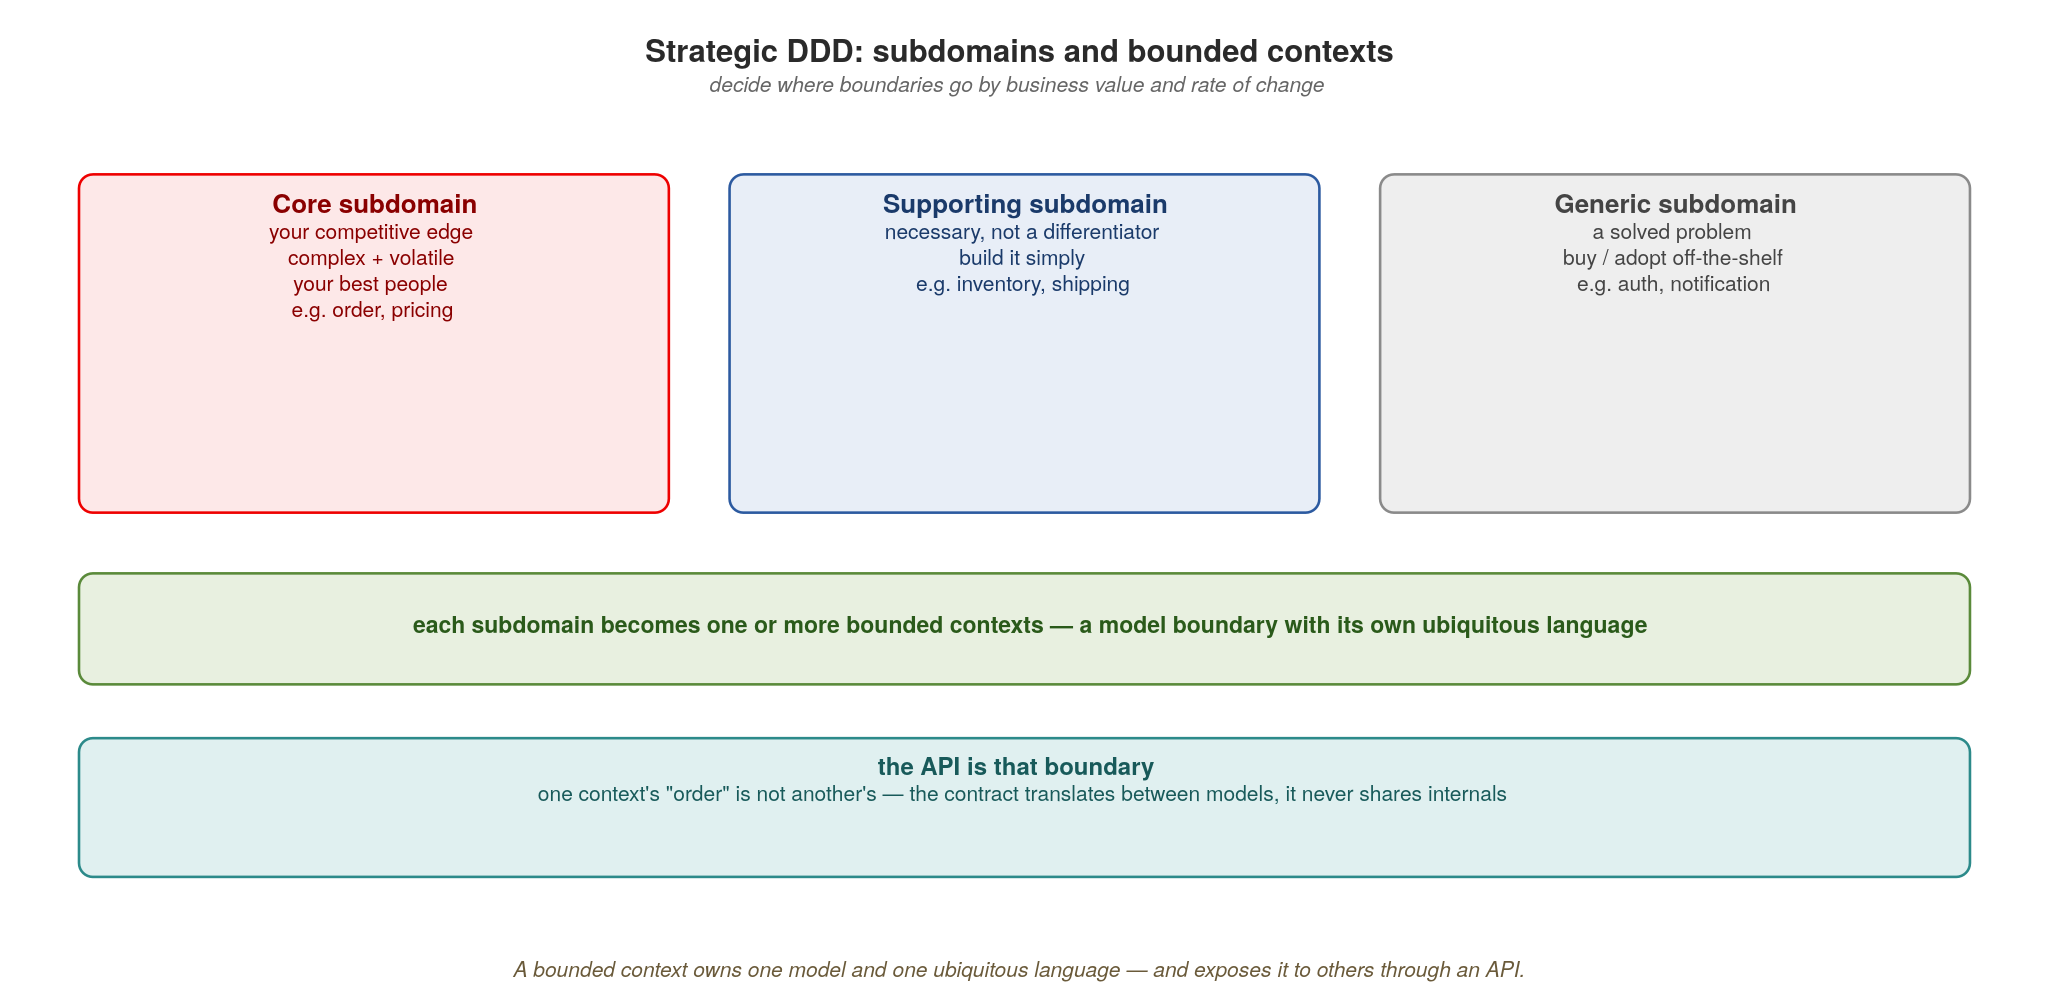 Strategic DDD: subdomains and bounded contexts
decide where boundaries go by business value and rate of change
Core subdomain
your competitive edge
complex + volatile
your best people
e.g. order, pricing
Supporting subdomain
necessary, not a differentiator
build it simply
e.g. inventory, shipping
Generic subdomain
a solved problem
buy / adopt off-the-shelf
e.g. auth, notification
each subdomain becomes one or more bounded contexts — a model boundary with its own ubiquitous language
the API is that boundary
one context's "order" is not another's — the contract translates between models, it never shares internals
A bounded context owns one model and one ubiquitous language — and exposes it to others through an API.